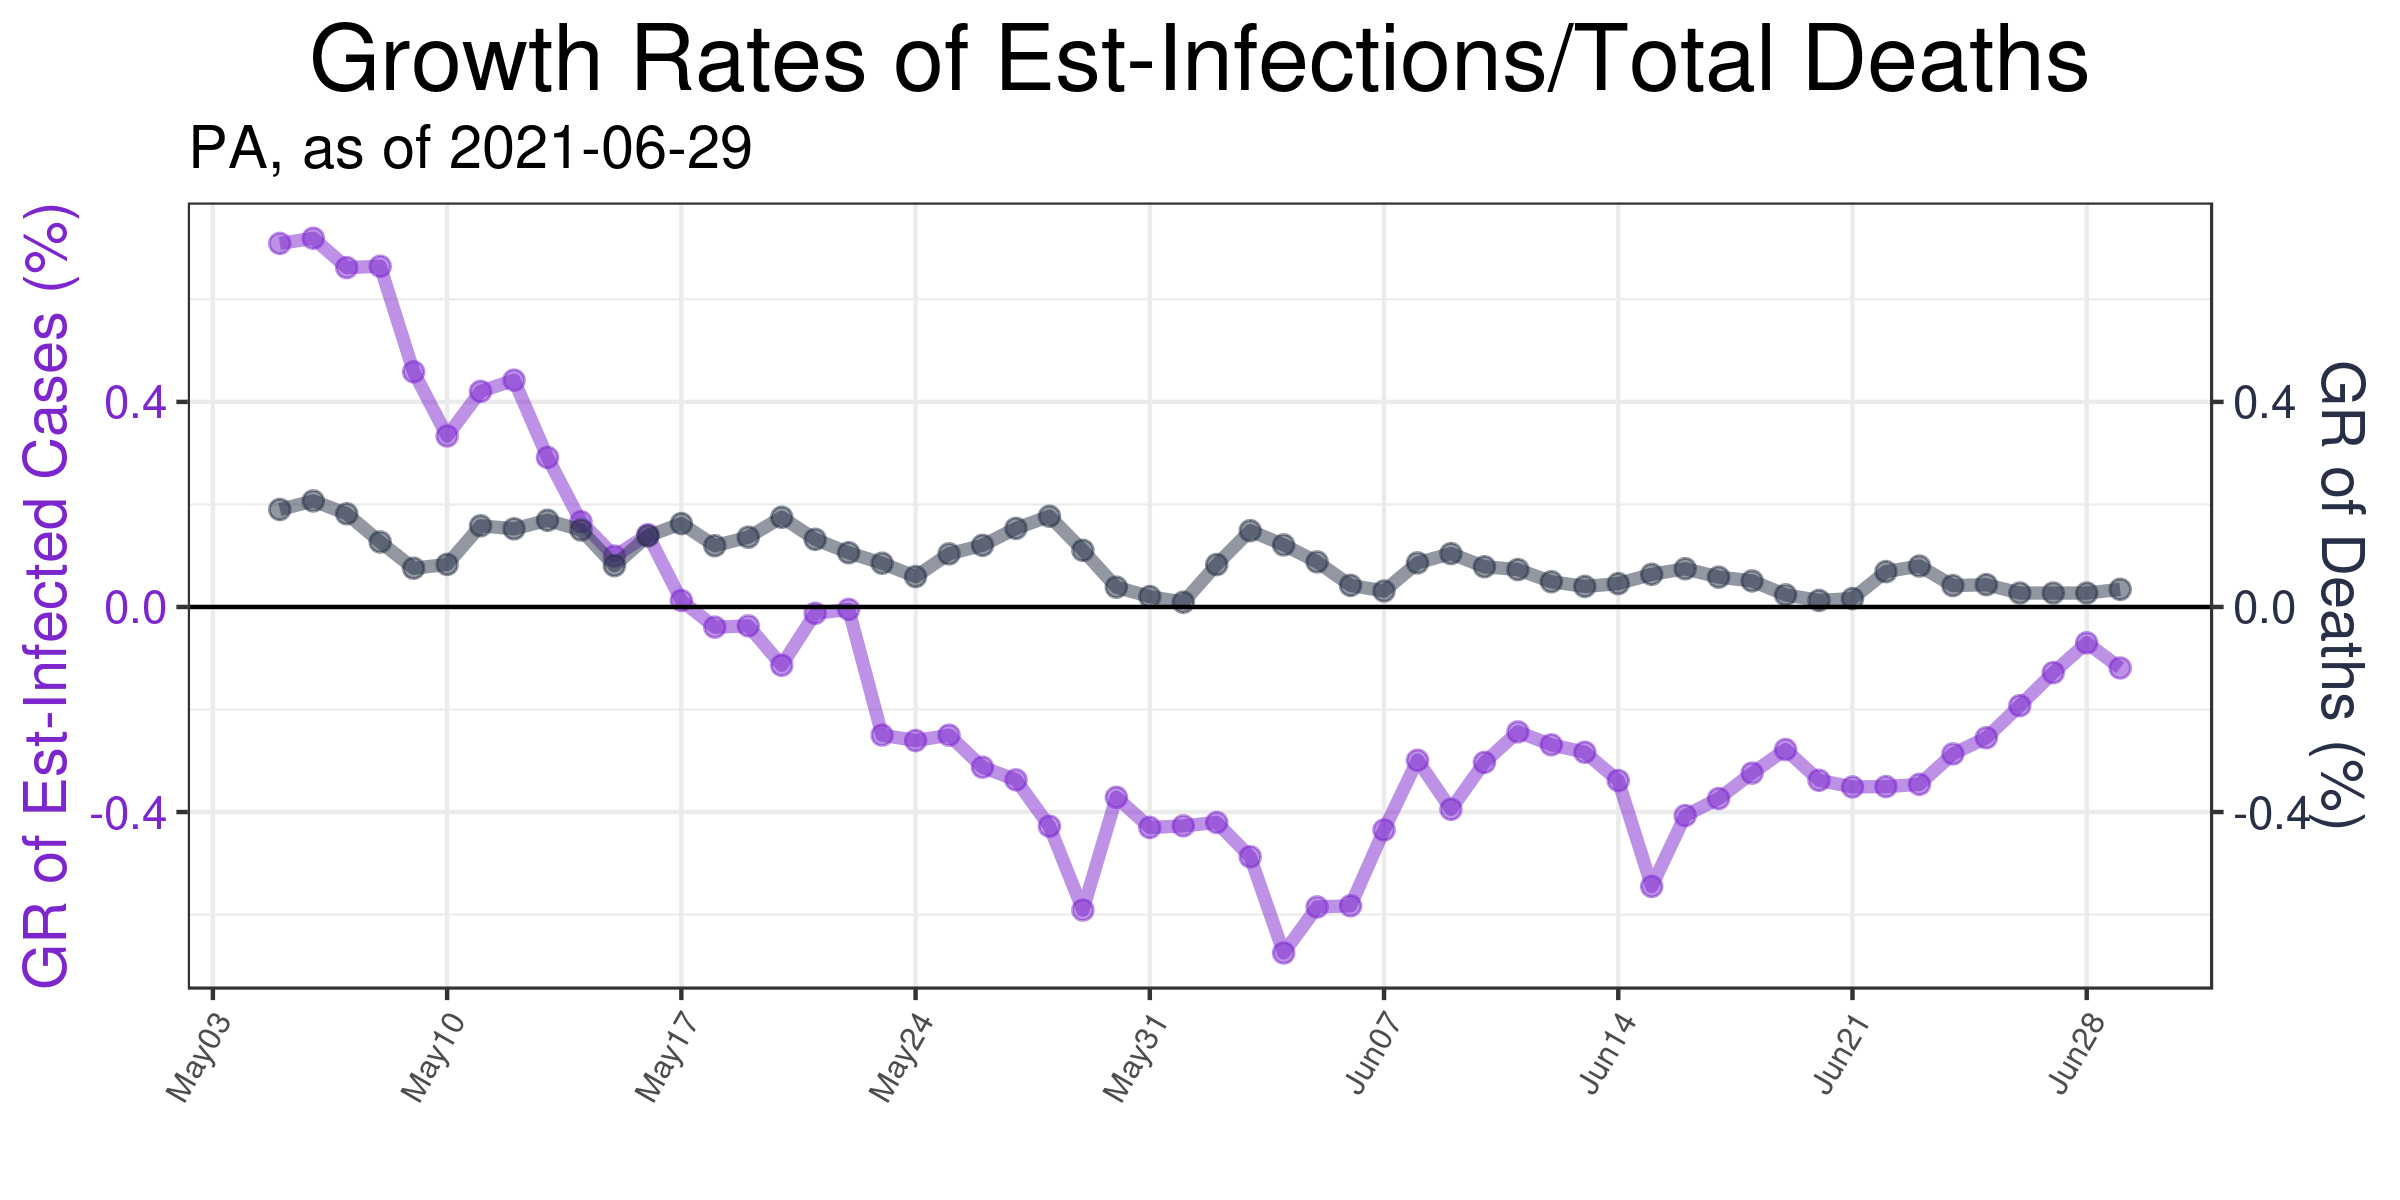 Growth Rates of Est-Infections/Total Deaths
PA, as of 2021-06-29
GR of Est-Infected Cases (%)
0.4
0.0
-0.4
0.4
0.0
-0.4
GR of Deaths (%)
May03
May10
May17
May24
May31
Jun07
Jun14
Jun21
Jun28